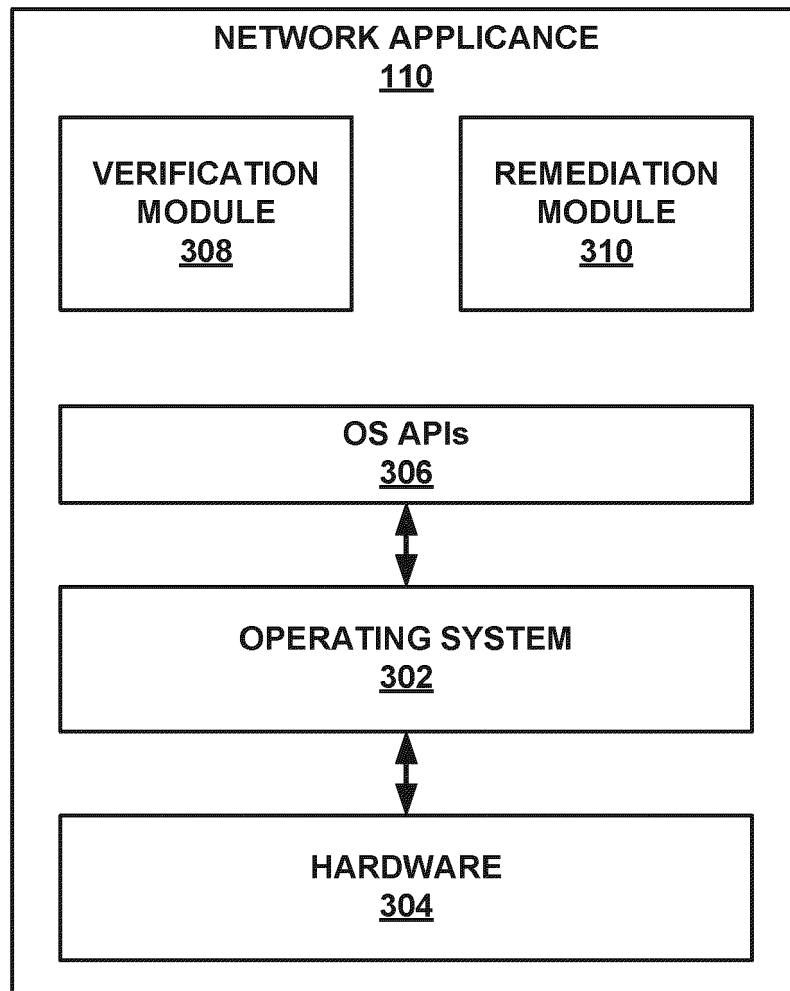 NETWORK APPLICANCE
110
VERIFICATION
MODULE
308
REMEDIATION
MODULE
310
OS APIs
306
OPERATING SYSTEM
302
HARDWARE
304